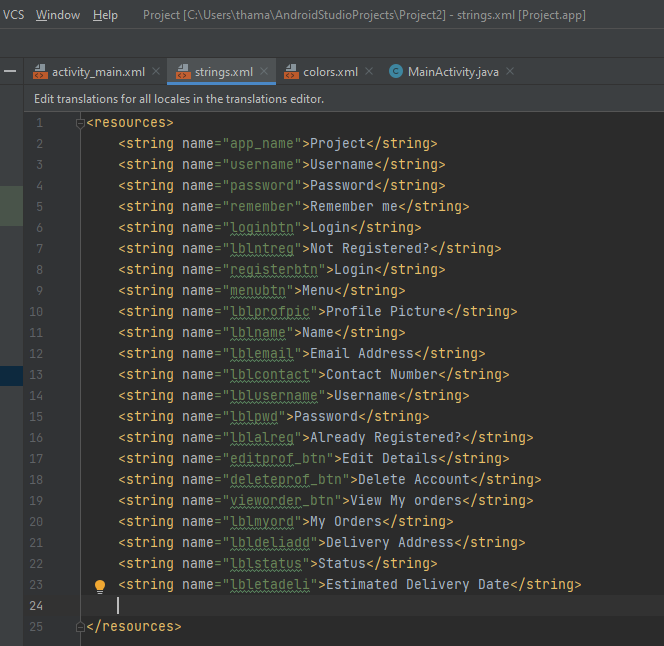 VCS Window Help Project [C:\Users\thama\AndroidStudioProjects\Project2] - strings.xml [Project.app]
activity_main.xml strings.xml colors.xml MainActivity.java
Edit translations for all locales in the translations editor.
1 <resources>
2 <string name="app_name">Project</string>
3 <string name="username">Username</string>
4 <string name="password">Password</string>
5 <string name="remember">Remember me</string>
6 <string name="loginbtn">Login</string>
7 <string name="lblntreg">Not Registered?</string>
8 <string name="registerbtn">Login</string>
9 <string name="menubtn">Menu</string>
10 <string name="lblprofpic">Profile Picture</string>
11 <string name="lblname">Name</string>
12 <string name="lblemail">Email Address</string>
13 <string name="lblcontact">Contact Number</string>
14 <string name="lblusername">Username</string>
15 <string name="lblpwd">Password</string>
16 <string name="lblalreg">Already Registered?</string>
17 <string name="editprof_btn">Edit Details</string>
18 <string name="deleteprof_btn">Delete Account</string>
19 <string name="vieworder_btn">View My orders</string>
20 <string name="lblmyord">My Orders</string>
21 <string name="lbldeliadd">Delivery Address</string>
22 <string name="lblstatus">Status</string>
23 <string name="lbletadeli">Estimated Delivery Date</string>
24
25 </resources>